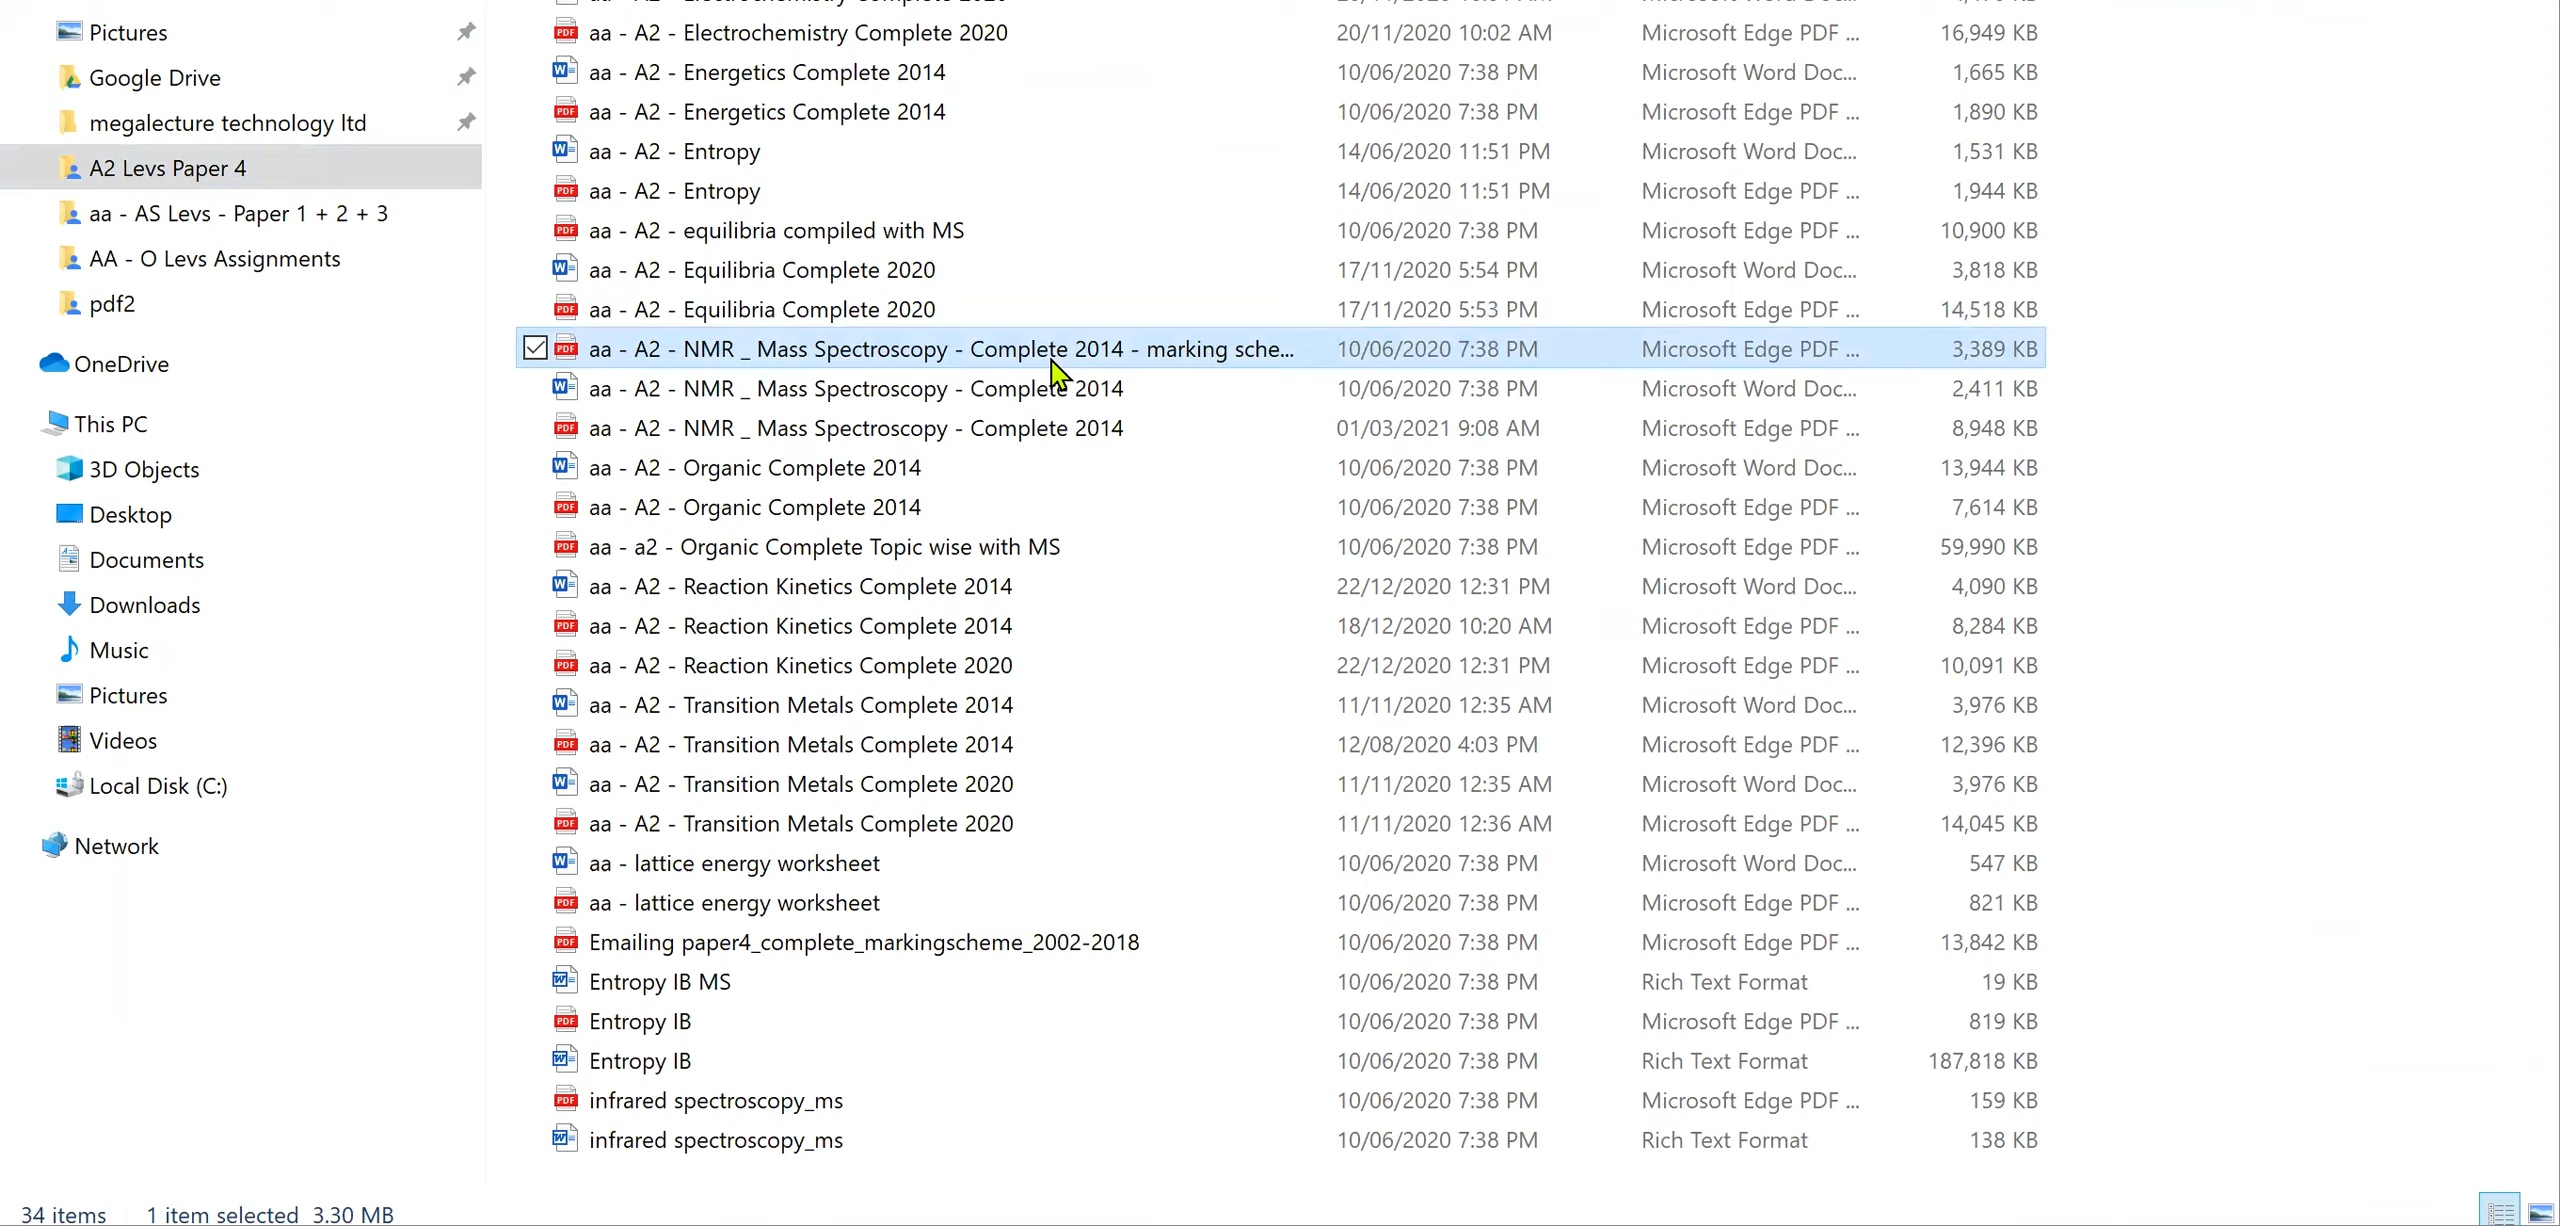 Pictures
Google Drive
megalecture technology ltd
A2 Levs Paper 4
aa - AS Levs - Paper 1 + 2 + 3
AA - O Levs Assignments
pdf2
OneDrive
This PC
3D Objects
Desktop
Documents
Downloads
Music
Pictures
Videos
Local Disk (C:)
Network
aa - A2 - Electrochemistry Complete 2020 20/11/2020 10:02 AM Microsoft Edge PDF ... 16,949 KB
aa - A2 - Energetics Complete 2014 10/06/2020 7:38 PM Microsoft Word Doc... 1,665 KB
aa - A2 - Energetics Complete 2014 10/06/2020 7:38 PM Microsoft Edge PDF ... 1,890 KB
aa - A2 - Entropy 14/06/2020 11:51 PM Microsoft Word Doc... 1,531 KB
aa - A2 - Entropy 14/06/2020 11:51 PM Microsoft Edge PDF ... 1,944 KB
aa - A2 - equilibria compiled with MS 10/06/2020 7:38 PM Microsoft Edge PDF ... 10,900 KB
aa - A2 - Equilibria Complete 2020 17/11/2020 5:54 PM Microsoft Word Doc... 3,818 KB
aa - A2 - Equilibria Complete 2020 17/11/2020 5:53 PM Microsoft Edge PDF ... 14,518 KB
aa - A2 - NMR _ Mass Spectroscopy - Complete 2014 - marking sche... 10/06/2020 7:38 PM Microsoft Edge PDF ... 3,389 KB
aa - A2 - NMR _ Mass Spectroscopy - Complete 2014 10/06/2020 7:38 PM Microsoft Word Doc... 2,411 KB
aa - A2 - NMR _ Mass Spectroscopy - Complete 2014 01/03/2021 9:08 AM Microsoft Edge PDF ... 8,948 KB
aa - A2 - Organic Complete 2014 10/06/2020 7:38 PM Microsoft Word Doc... 13,944 KB
aa - A2 - Organic Complete 2014 10/06/2020 7:38 PM Microsoft Edge PDF ... 7,614 KB
aa - a2 - Organic Complete Topic wise with MS 10/06/2020 7:38 PM Microsoft Edge PDF ... 59,990 KB
aa - A2 - Reaction Kinetics Complete 2014 22/12/2020 12:31 PM Microsoft Word Doc... 4,090 KB
aa - A2 - Reaction Kinetics Complete 2014 18/12/2020 10:20 AM Microsoft Edge PDF ... 8,284 KB
aa - A2 - Reaction Kinetics Complete 2020 22/12/2020 12:31 PM Microsoft Edge PDF ... 10,091 KB
aa - A2 - Transition Metals Complete 2014 11/11/2020 12:35 AM Microsoft Word Doc... 3,976 KB
aa - A2 - Transition Metals Complete 2014 12/08/2020 4:03 PM Microsoft Edge PDF ... 12,396 KB
aa - A2 - Transition Metals Complete 2020 11/11/2020 12:35 AM Microsoft Word Doc... 3,976 KB
aa - A2 - Transition Metals Complete 2020 11/11/2020 12:36 AM Microsoft Edge PDF ... 14,045 KB
aa - lattice energy worksheet 10/06/2020 7:38 PM Microsoft Word Doc... 547 KB
aa - lattice energy worksheet 10/06/2020 7:38 PM Microsoft Edge PDF ... 821 KB
Emailing paper4_complete_markingscheme_2002-2018 10/06/2020 7:38 PM Microsoft Edge PDF ... 13,842 KB
Entropy IB MS 10/06/2020 7:38 PM Rich Text Format 19 KB
Entropy IB 10/06/2020 7:38 PM Microsoft Edge PDF ... 819 KB
Entropy IB 10/06/2020 7:38 PM Rich Text Format 187,818 KB
infrared spectroscopy_ms 10/06/2020 7:38 PM Microsoft Edge PDF ... 159 KB
infrared spectroscopy_ms 10/06/2020 7:38 PM Rich Text Format 138 KB
34 items 1 item selected 3.30 MB